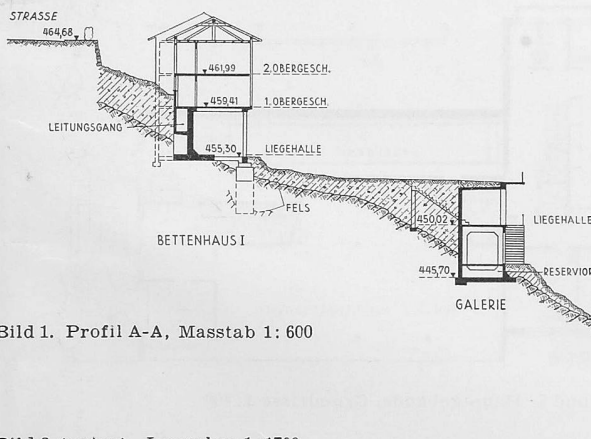 STRASSE
464,68
461,99
2.OBERGESCH.
459,41
1.OBERGESCH.
LEITUNGSGANG
455,30
LIEGEHALLE
FELS
450,02
LIEGEHALLE
BETTENHAUS I
445,70
RESERVIOR
GALERIE
Bild 1. Profil A-A, Masstab 1: 600